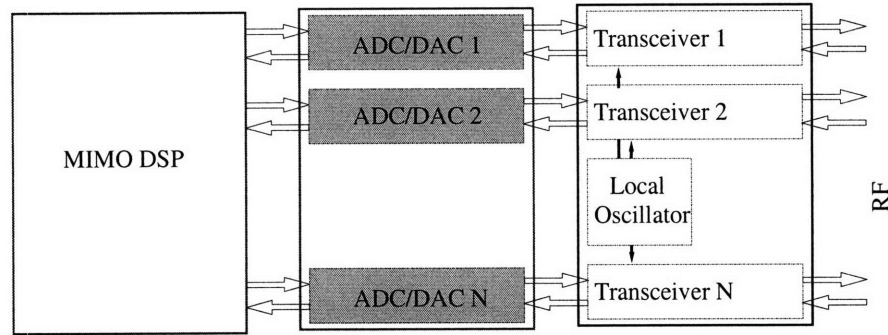 MIMO DSP
ADC/DAC 1
ADC/DAC 2
ADC/DAC N
Transceiver 1
Transceiver 2
Local
Oscillator
Transceiver N
RF